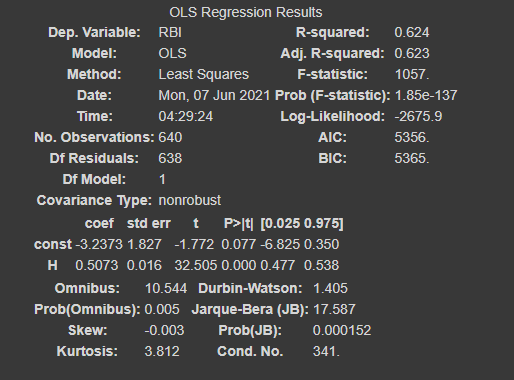 OLS Regression Results
Dep. Variable: RBI R-squared: 0.624
Model: OLS Adj. R-squared: 0.623
Method: Least Squares F-statistic: 1057.
Date: Mon, 07 Jun 2021 Prob (F-statistic): 1.85e-137
Time: 04:29:24 Log-Likelihood: -2675.9
No. Observations: 640 AIC: 5356.
Df Residuals: 638 BIC: 5365.
Df Model: 1
Covariance Type: nonrobust
coef std err t P>|t| [0.025 0.975]
const -3.2373 1.827 -1.772 0.077 -6.825 0.350
H 0.5073 0.016 32.505 0.000 0.477 0.538
Omnibus: 10.544 Durbin-Watson: 1.405
Prob(Omnibus): 0.005 Jarque-Bera (JB): 17.587
Skew: -0.003 Prob(JB): 0.000152
Kurtosis: 3.812 Cond. No. 341.